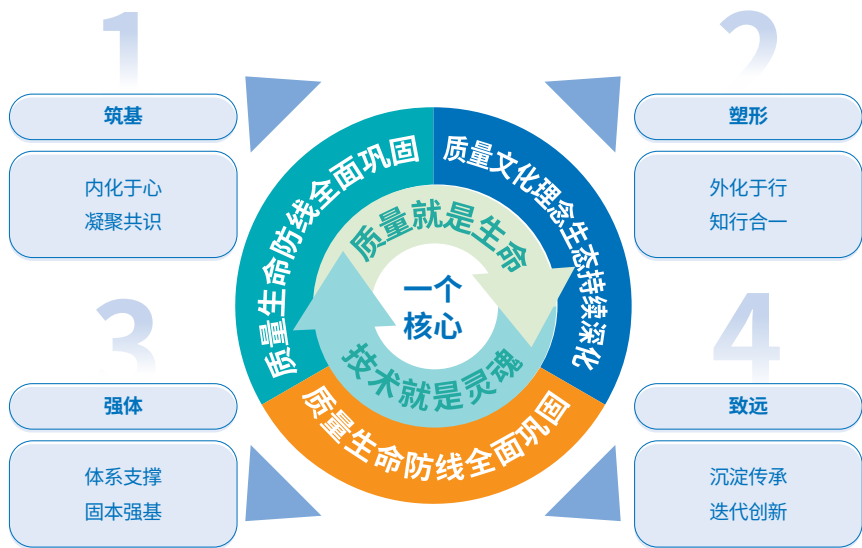 1
筑基
内化于心
凝聚共识
2
塑形
外化于行
知行合一
质量生命防线全面巩固
质量文化理念生态持续深化
质量就是生命
一个
核心
技术就是灵魂
质量生命防线全面巩固
3
强体
体系支撑
固本强基
4
致远
沉淀传承
迭代创新